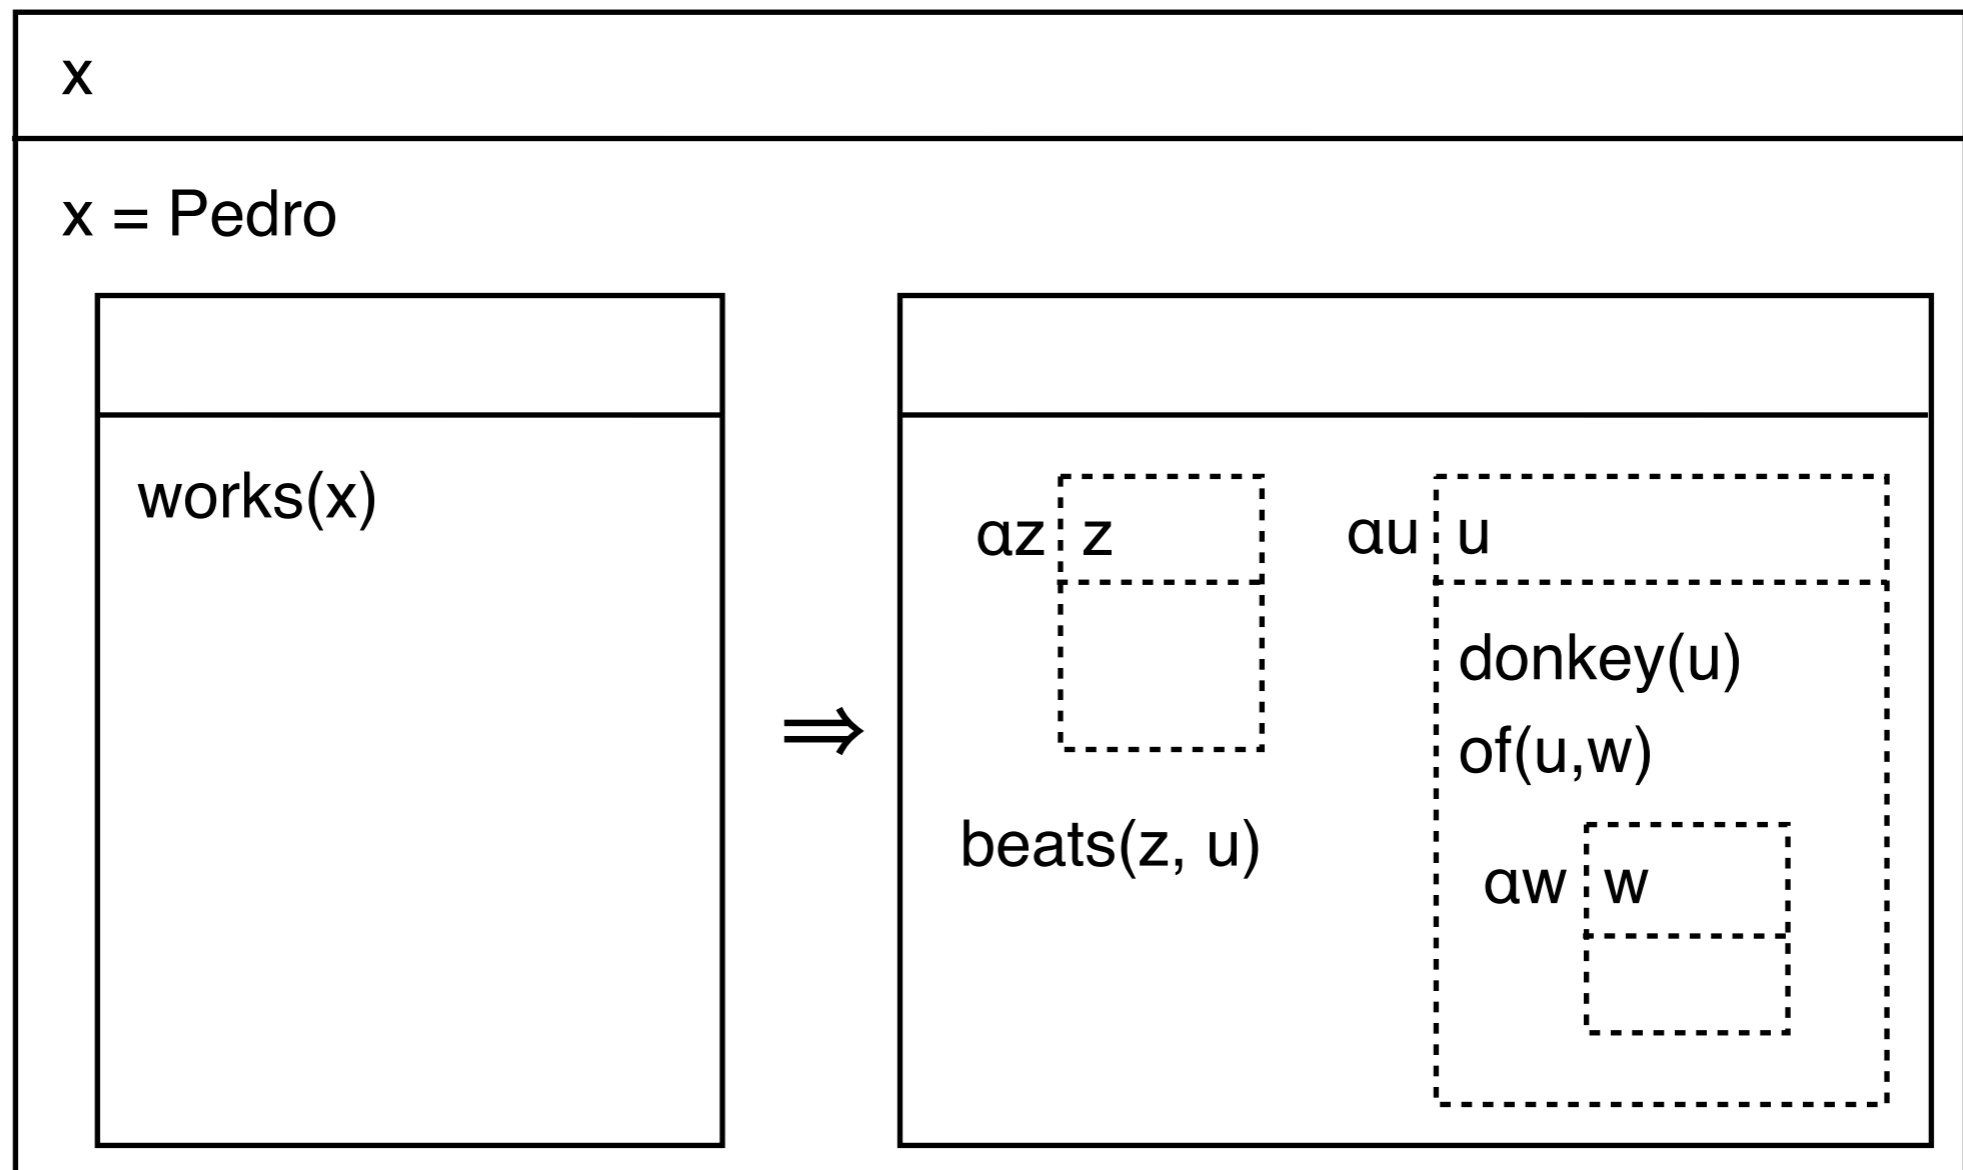 x
x = Pedro
works(x)
⇒
αz z
αu u
donkey(u)
of(u,w)
beats(z, u)
αw w